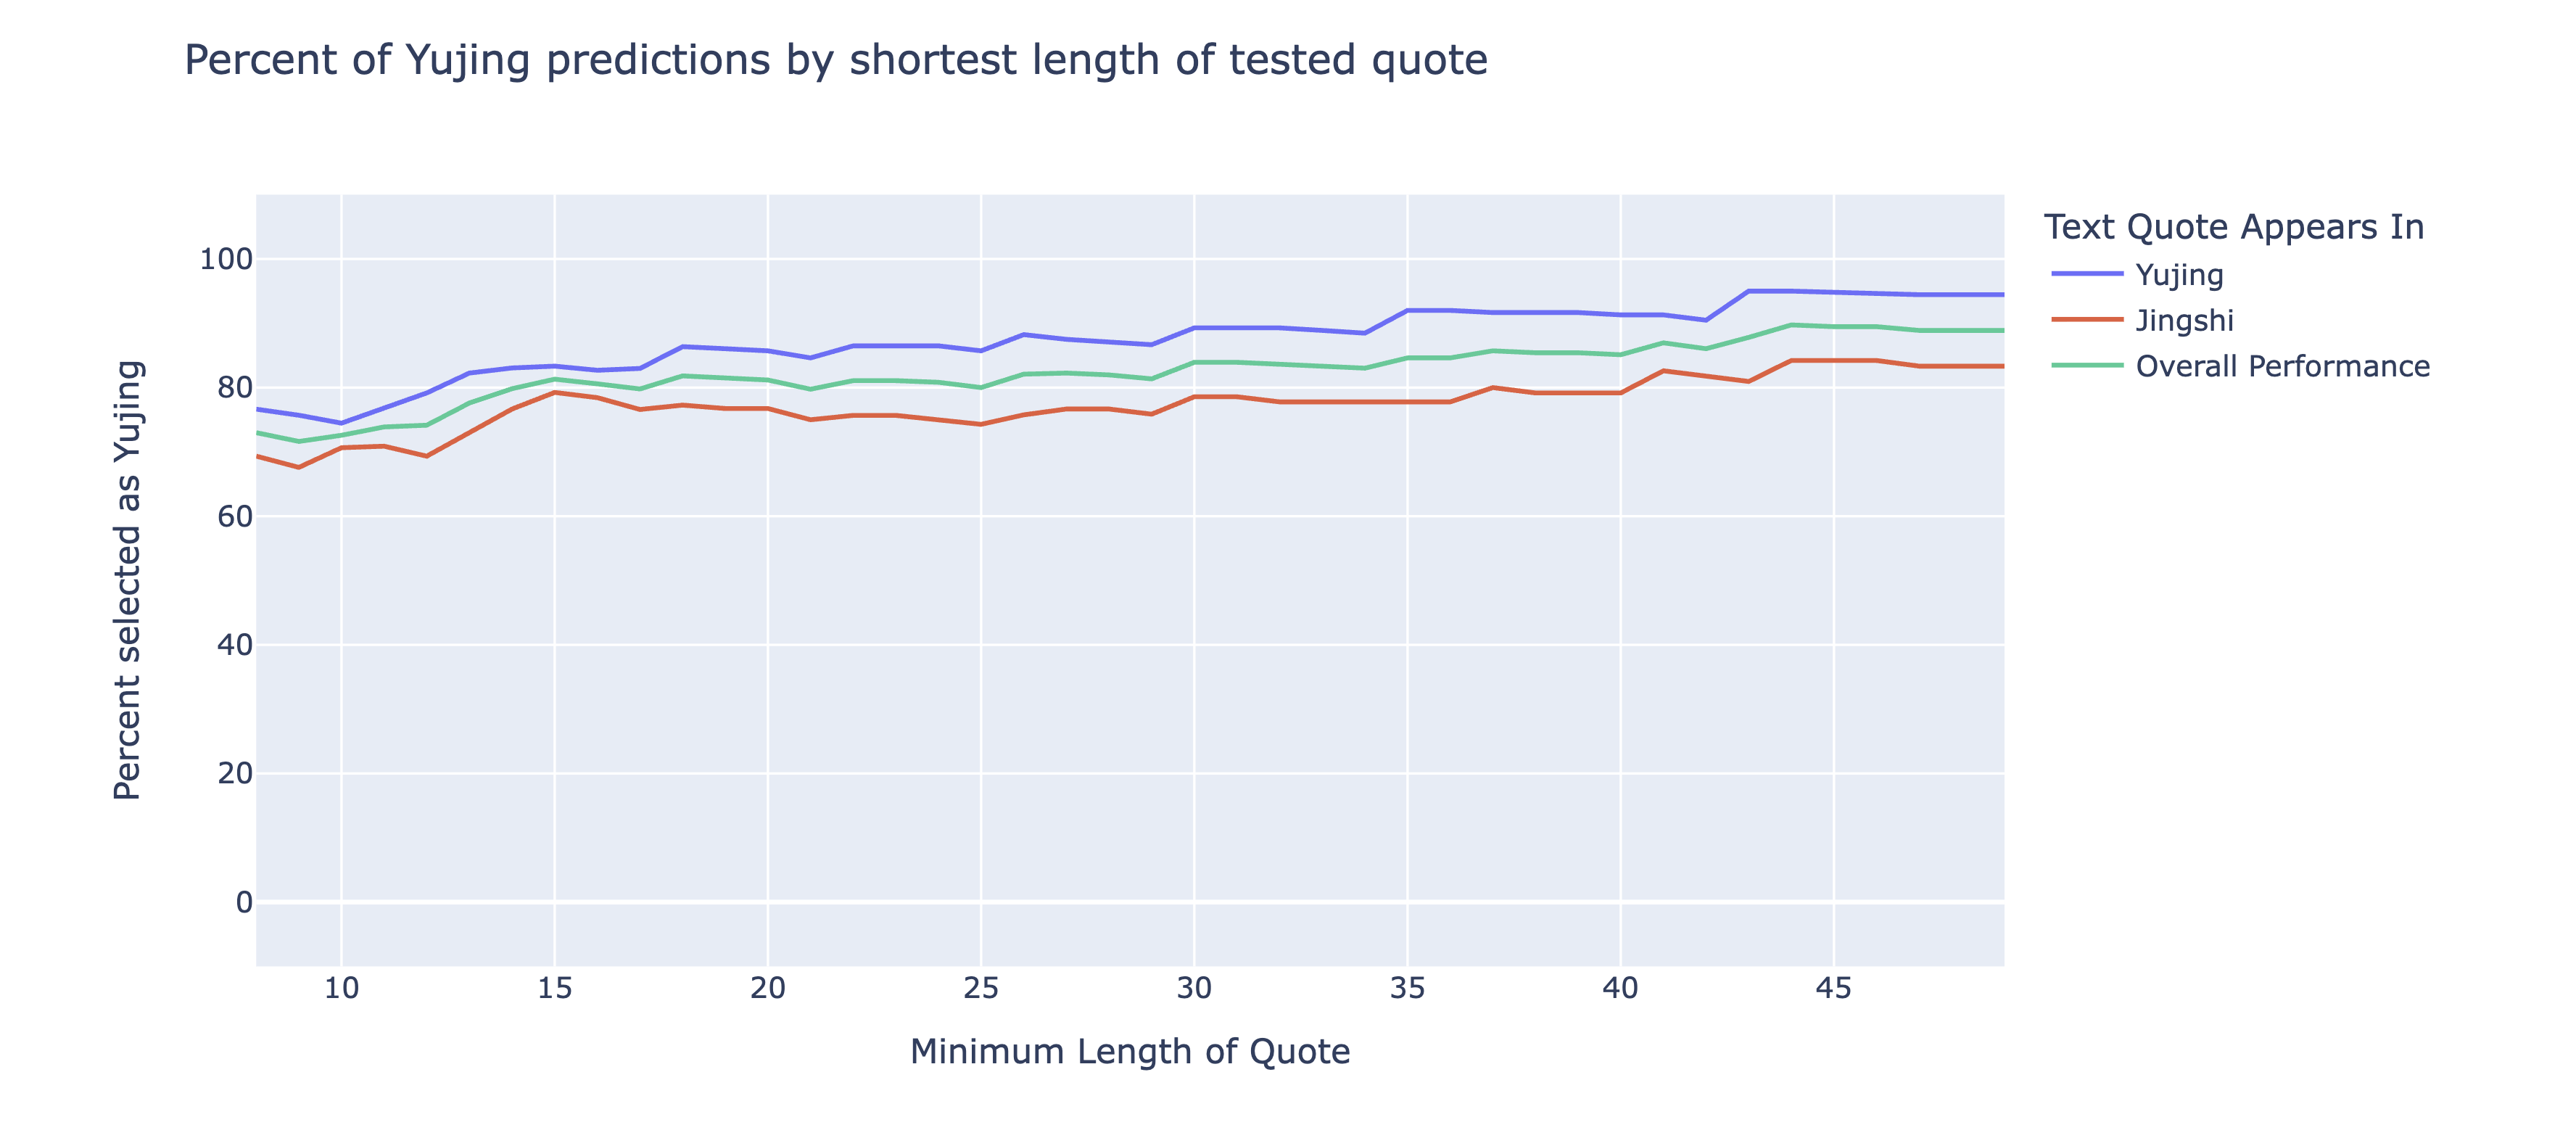 Percent of Yujing predictions by shortest length of tested quote
Text Quote Appears In
Yujing
Jingshi
Overall Performance
Percent selected as Yujing
100
80
60
40
20
0
10 15 20 25 30 35 40 45
Minimum Length of Quote